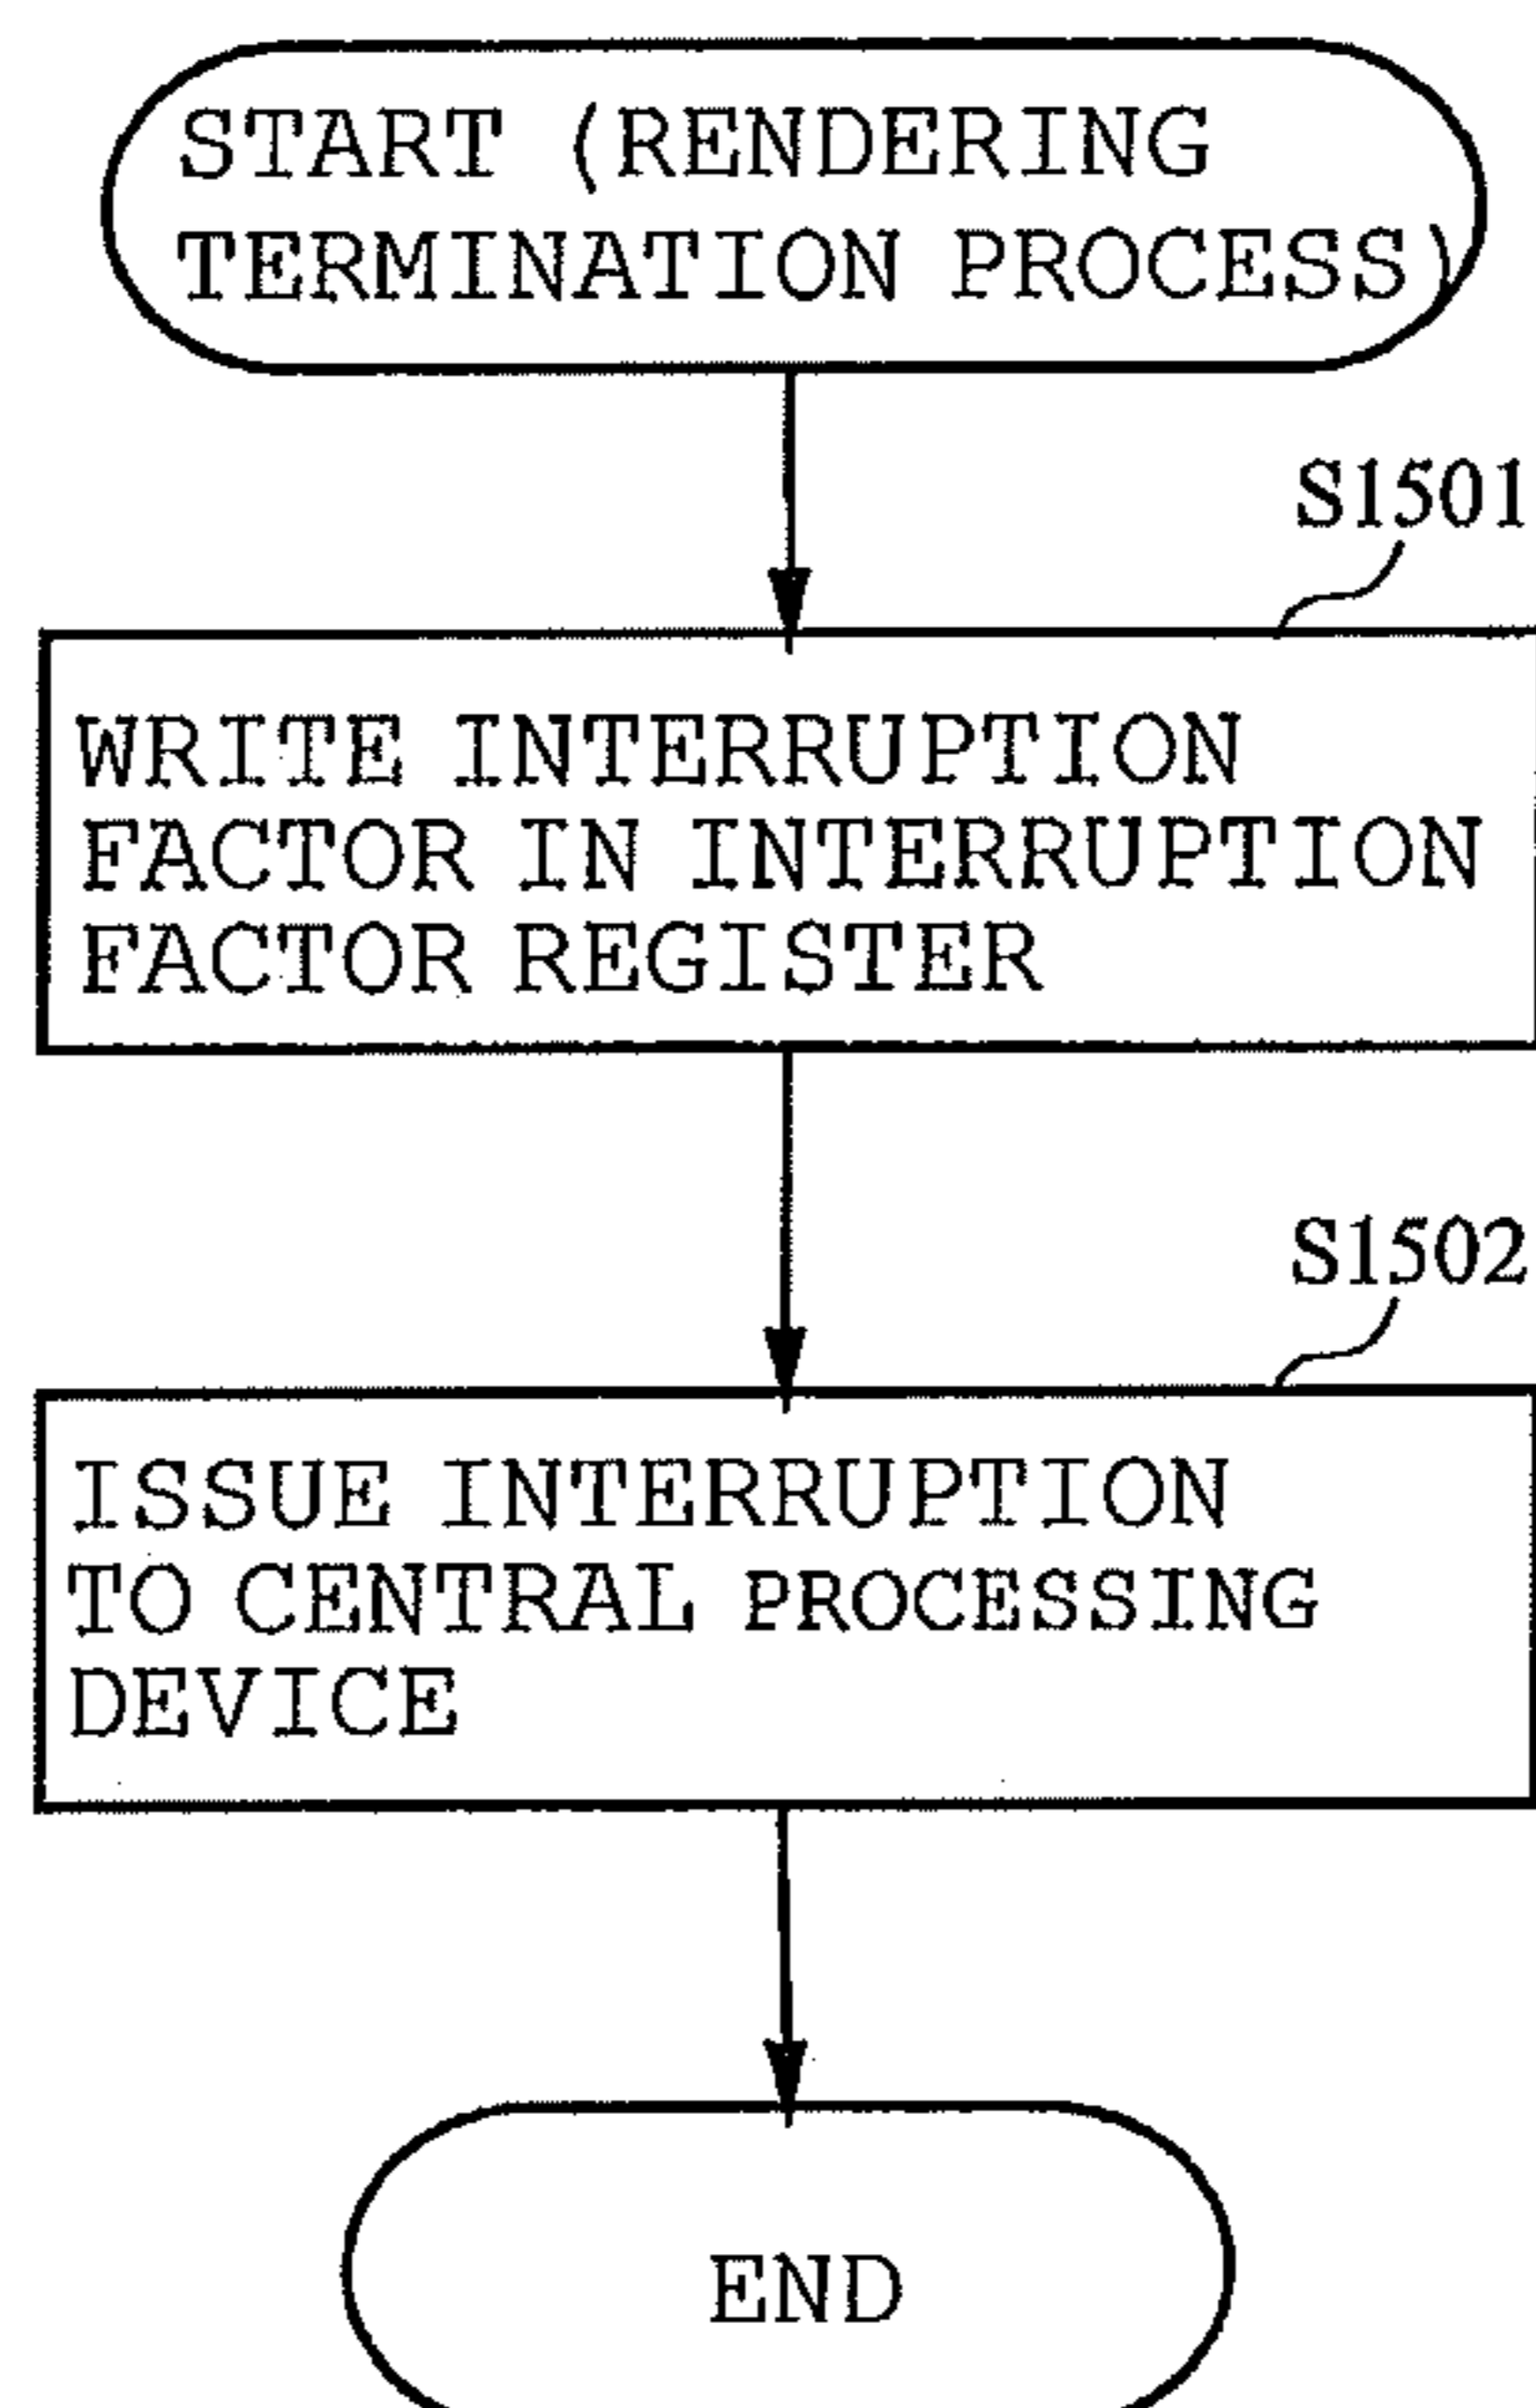 START (RENDERING
TERMINATION PROCESS)
S1501
WRITE INTERRUPTION
FACTOR IN INTERRUPTION
FACTOR REGISTER
S1502
ISSUE INTERRUPTION
TO CENTRAL PROCESSING
DEVICE
END